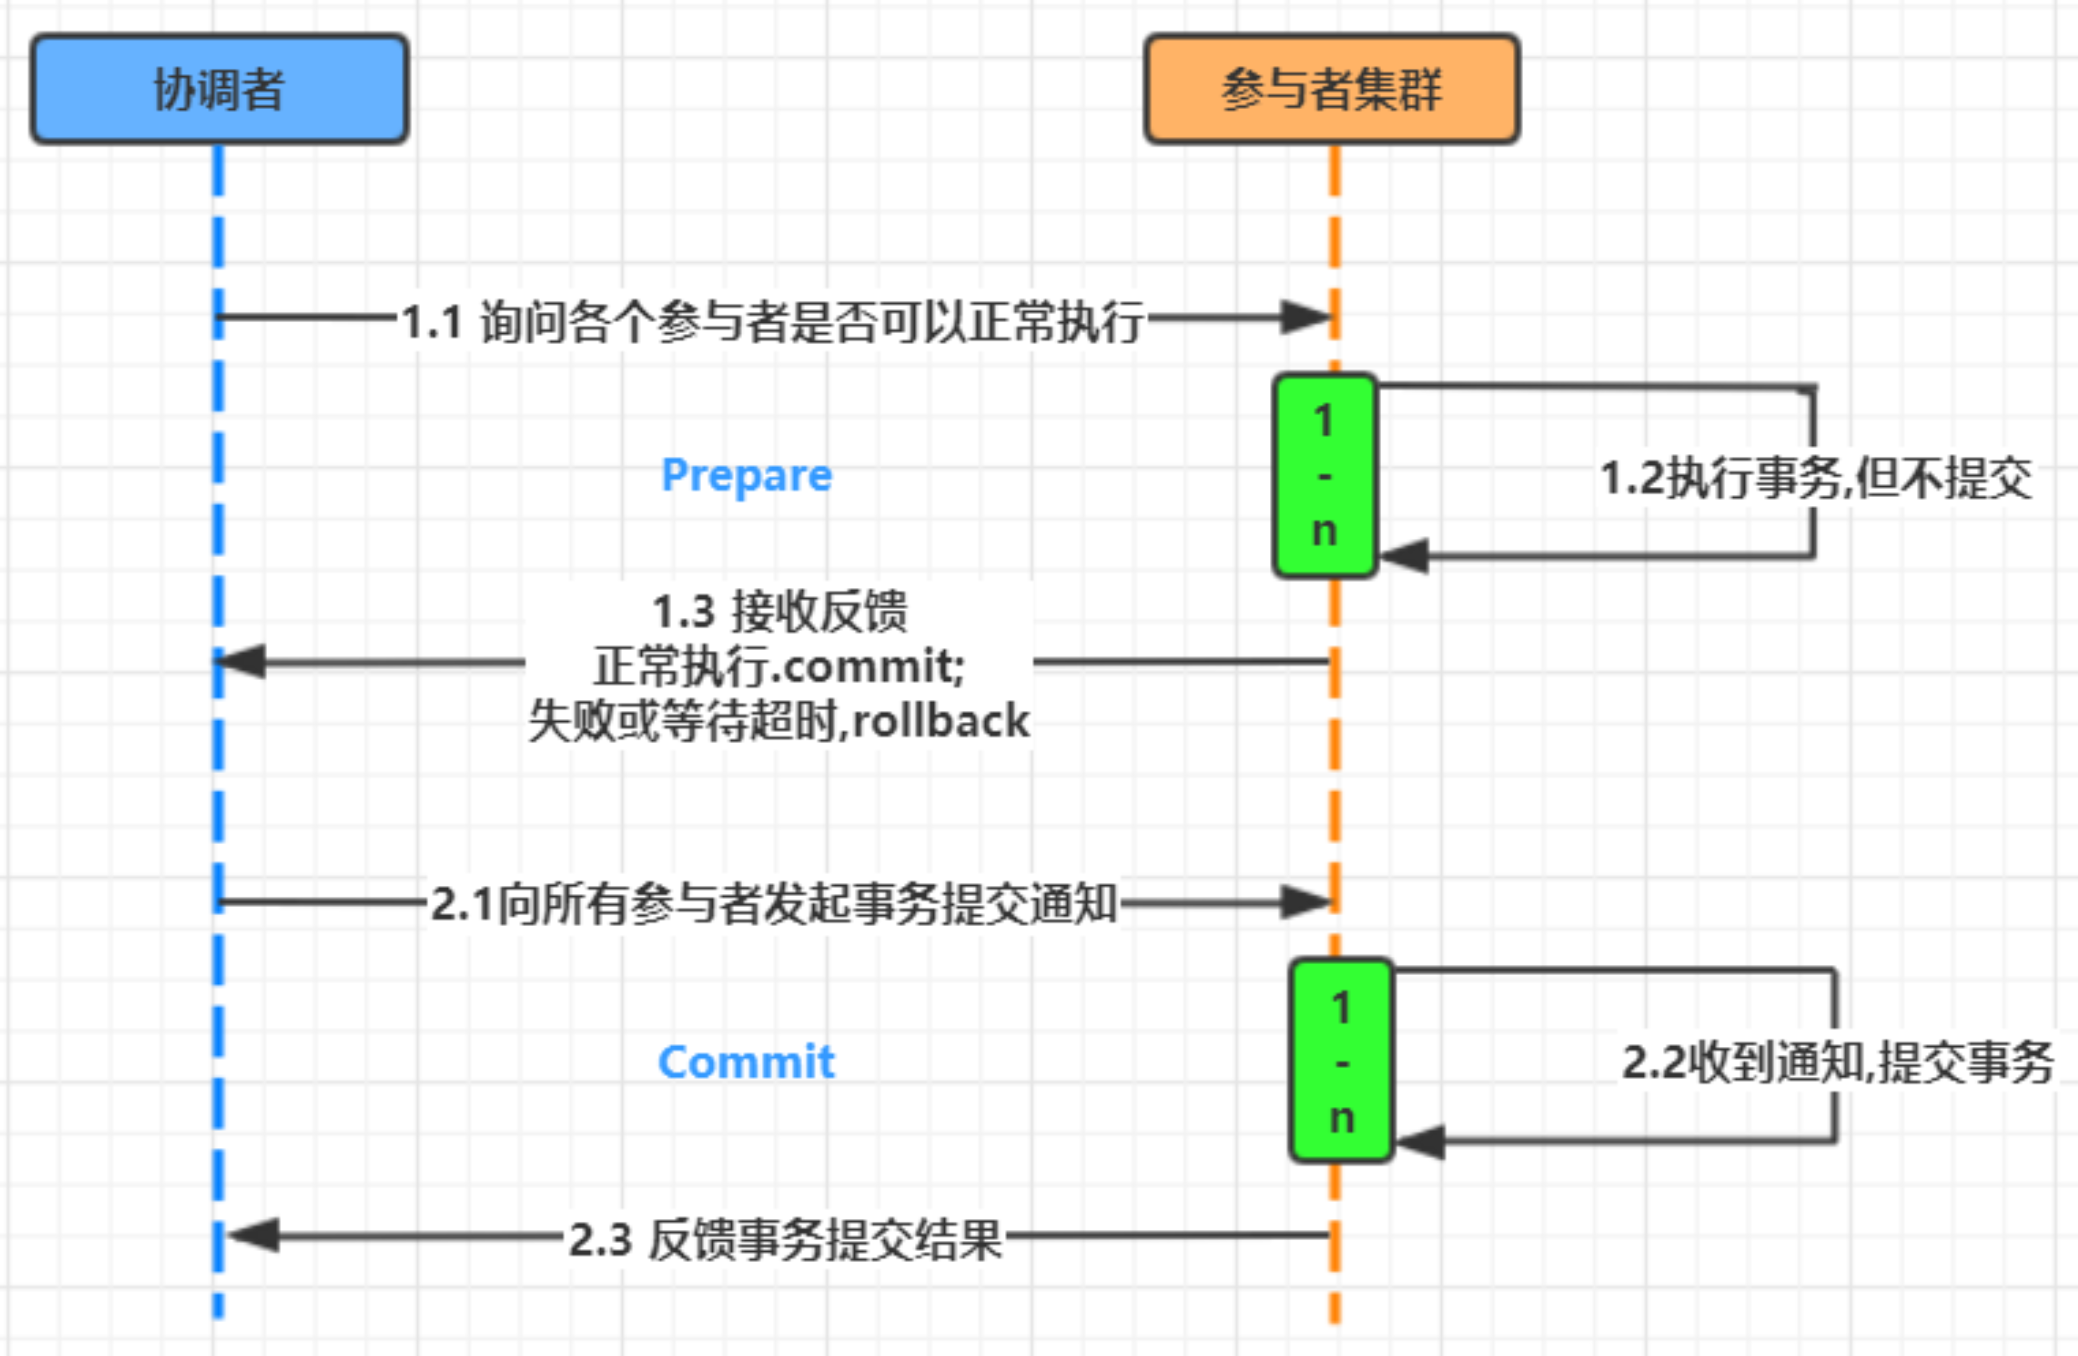 协调者
参与者集群
1.1 询问各个参与者是否可以正常执行
1
-
n
1.2执行事务,但不提交
Prepare
1.3 接收反馈
正常执行.commit;
失败或等待超时,rollback
2.1向所有参与者发起事务提交通知
1
-
n
2.2收到通知,提交事务
Commit
2.3 反馈事务提交结果